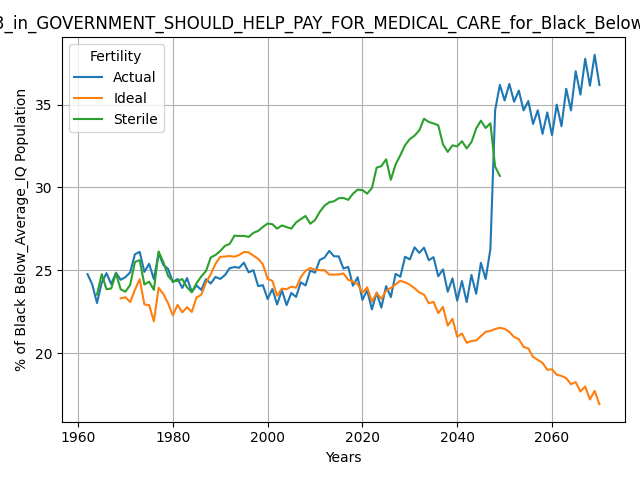 3_in_GOVERNMENT_SHOULD_HELP_PAY_FOR_MEDICAL_CARE_for_Black_Below
Fertility
Actual
Ideal
Sterile
% of Black Below_Average_IQ Population
35
30
25
20
1960
1980
2000
2020
2040
2060
Years